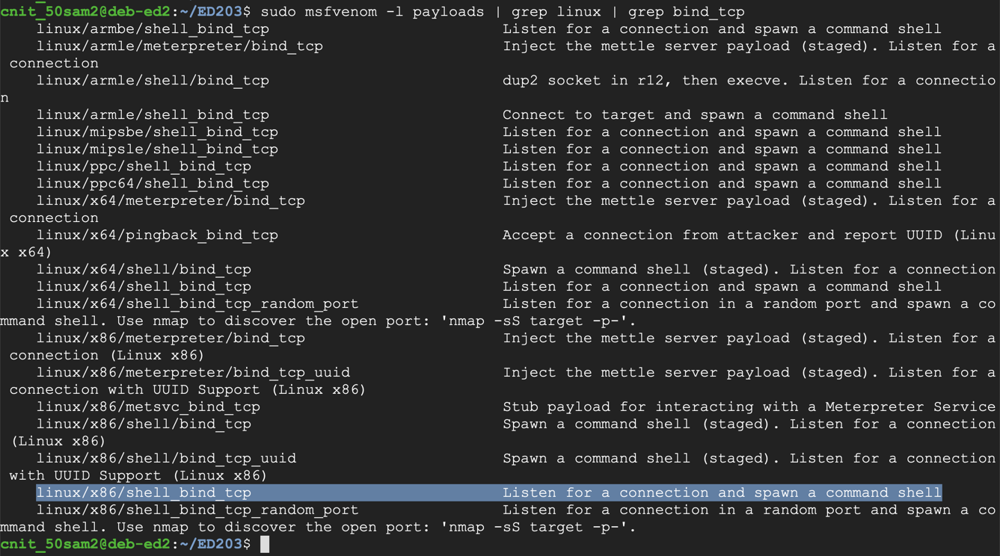 cnit_50sam2@deb-ed2:~/ED203$ sudo msfvenom -l payloads | grep linux | grep bind_tcp
    linux/armbe/shell_bind_tcp                          Listen for a connection and spawn a command shell
    linux/armle/meterpreter/bind_tcp                    Inject the mettle server payload (staged). Listen for a
 connection
    linux/armle/shell/bind_tcp                          dup2 socket in r12, then execve. Listen for a connectio
n
    linux/armle/shell_bind_tcp                          Connect to target and spawn a command shell
    linux/mipsbe/shell_bind_tcp                         Listen for a connection and spawn a command shell
    linux/mipsle/shell_bind_tcp                         Listen for a connection and spawn a command shell
    linux/ppc/shell_bind_tcp                            Listen for a connection and spawn a command shell
    linux/ppc64/shell_bind_tcp                          Listen for a connection and spawn a command shell
    linux/x64/meterpreter/bind_tcp                      Inject the mettle server payload (staged). Listen for a
 connection
    linux/x64/pingback_bind_tcp                         Accept a connection from attacker and report UUID (Linu
x x64)
    linux/x64/shell/bind_tcp                            Spawn a command shell (staged). Listen for a connection
    linux/x64/shell_bind_tcp                            Listen for a connection and spawn a command shell
    linux/x64/shell_bind_tcp_random_port                Listen for a connection in a random port and spawn a co
mmand shell. Use nmap to discover the open port: 'nmap -sS target -p-'.
    linux/x86/meterpreter/bind_tcp                      Inject the mettle server payload (staged). Listen for a
 connection (Linux x86)
    linux/x86/meterpreter/bind_tcp_uuid                 Inject the mettle server payload (staged). Listen for a
 connection with UUID Support (Linux x86)
    linux/x86/metsvc_bind_tcp                           Stub payload for interacting with a Meterpreter Service
    linux/x86/shell/bind_tcp                            Spawn a command shell (staged). Listen for a connection
 (Linux x86)
    linux/x86/shell/bind_tcp_uuid                       Spawn a command shell (staged). Listen for a connection
 with UUID Support (Linux x86)
    linux/x86/shell_bind_tcp                            Listen for a connection and spawn a command shell
    linux/x86/shell_bind_tcp_random_port                Listen for a connection in a random port and spawn a co
mmand shell. Use nmap to discover the open port: 'nmap -sS target -p-'.
cnit_50sam2@deb-ed2:~/ED203$